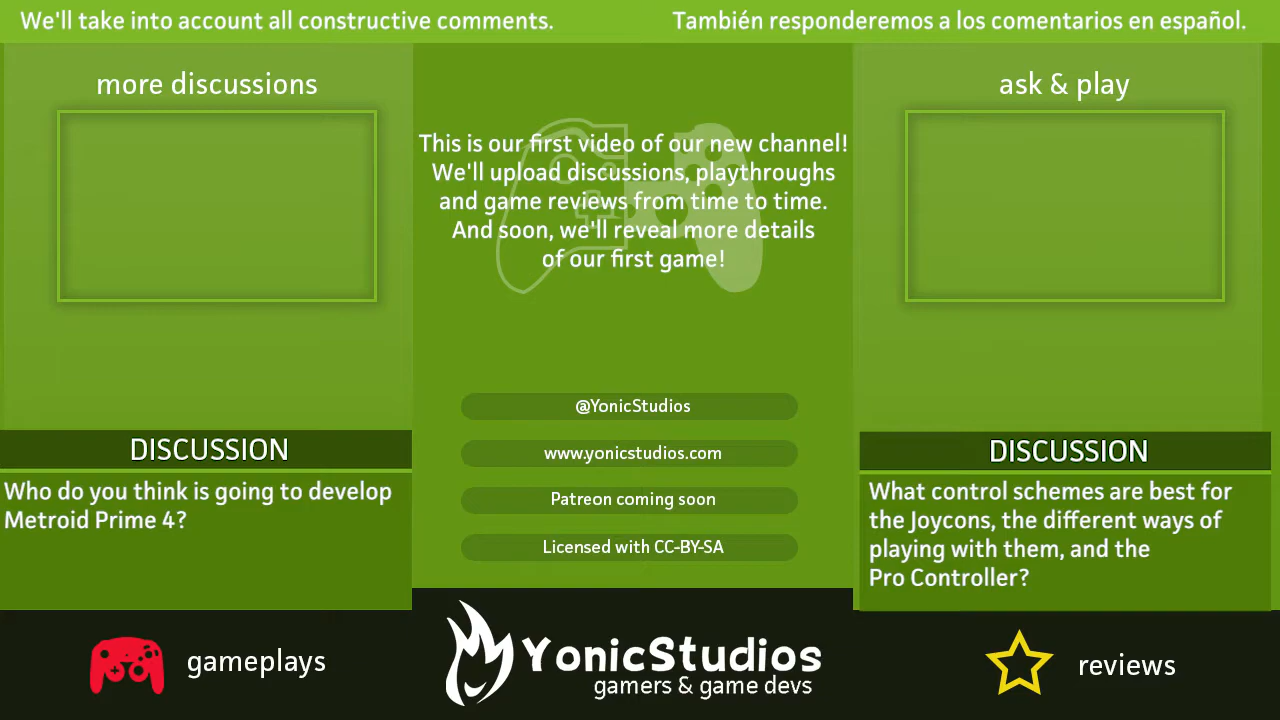 We'll take into account all constructive comments.
También responderemos a los comentarios en español.
more discussions
ask & play
This is our first video of our new channel!
We'll upload discussions, playthroughs
and game reviews from time to time.
And soon, we'll reveal more details
of our first game!
@YonicStudios
www.yonicstudios.com
Patreon coming soon
Licensed with CC-BY-SA
DISCUSSION
Who do you think is going to develop
Metroid Prime 4?
DISCUSSION
What control schemes are best for
the Joycons, the different ways of
playing with them, and the
Pro Controller?
gameplays
YonicStudios
gamers & game devs
reviews